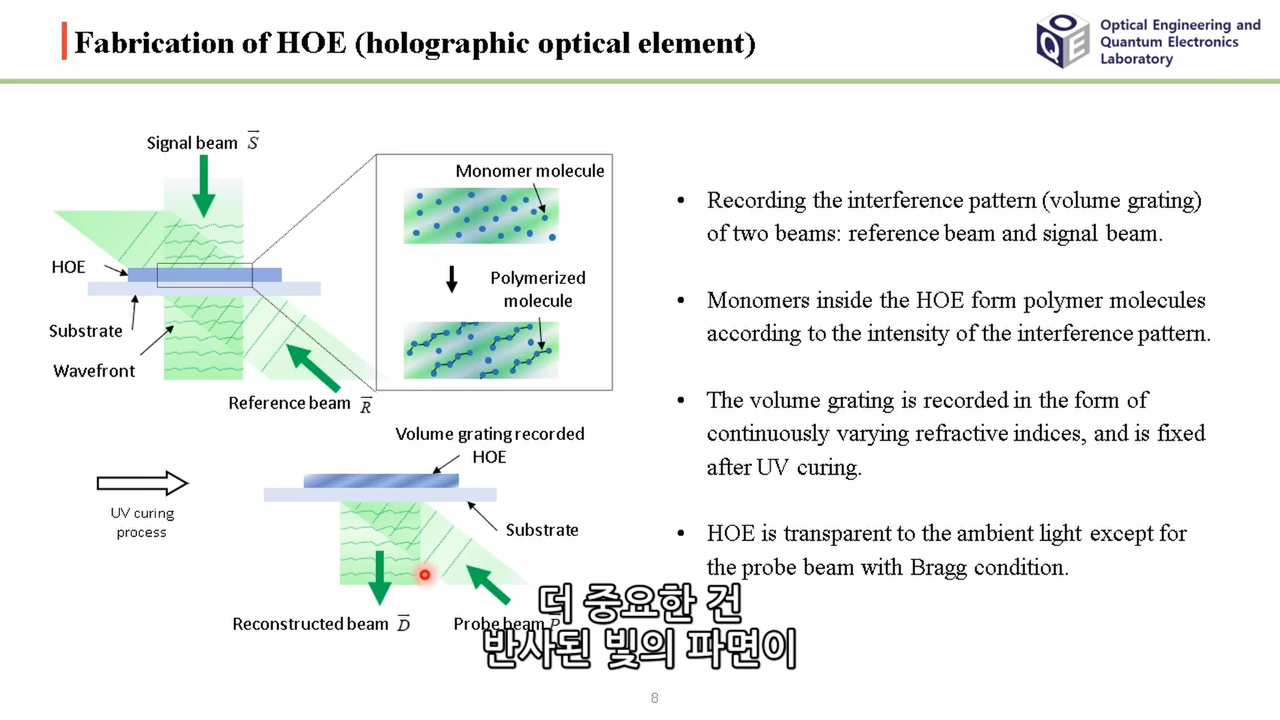 Fabrication of HOE (holographic optical element)
Optical Engineering and
Quantum Electronics
Laboratory
OQE
Signal beam S
Monomer molecule
HOE
Polymerized
molecule
Substrate
Wavefront
Reference beam R
Volume grating recorded
HOE
UV curing
process
Substrate
Reconstructed beam D
Probe beam P
• Recording the interference pattern (volume grating)
of two beams: reference beam and signal beam.
• Monomers inside the HOE form polymer molecules
according to the intensity of the interference pattern.
• The volume grating is recorded in the form of
continuously varying refractive indices, and is fixed
after UV curing.
• HOE is transparent to the ambient light except for
the probe beam with Bragg condition.
더 중요한 건
반사된 빛의 파면이
8